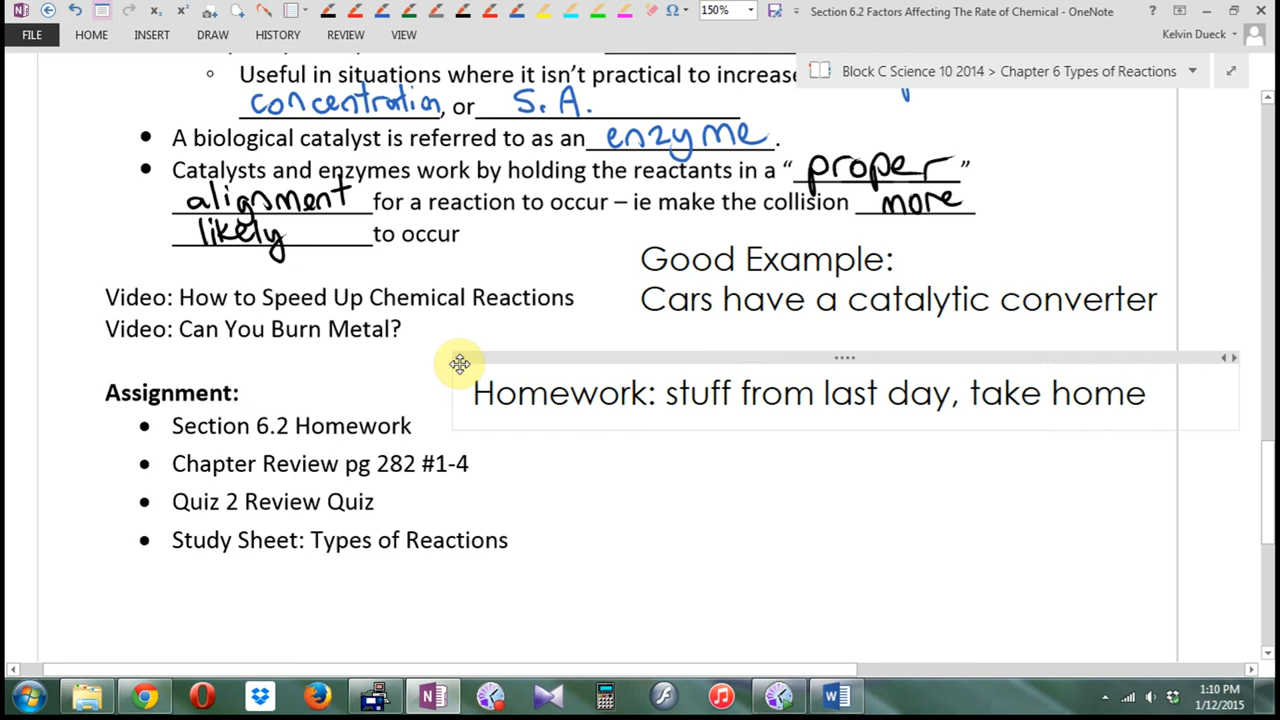 150%
Section 6.2 Factors Affecting The Rate of Chemical - OneNote
FILE HOME INSERT DRAW HISTORY REVIEW VIEW
Kelvin Dueck
Block C Science 10 2014 > Chapter 6 Types of Reactions
Useful in situations where it isn't practical to increase
concentration, or S.A.
A biological catalyst is referred to as an enzyme.
Catalysts and enzymes work by holding the reactants in a "proper"
alignment for a reaction to occur – ie make the collision more
likely to occur
Good Example:
Cars have a catalytic converter
Video: How to Speed Up Chemical Reactions
Video: Can You Burn Metal?
Homework: stuff from last day, take home
Assignment:
Section 6.2 Homework
Chapter Review pg 282 #1-4
Quiz 2 Review Quiz
Study Sheet: Types of Reactions
1:10 PM
1/12/2015